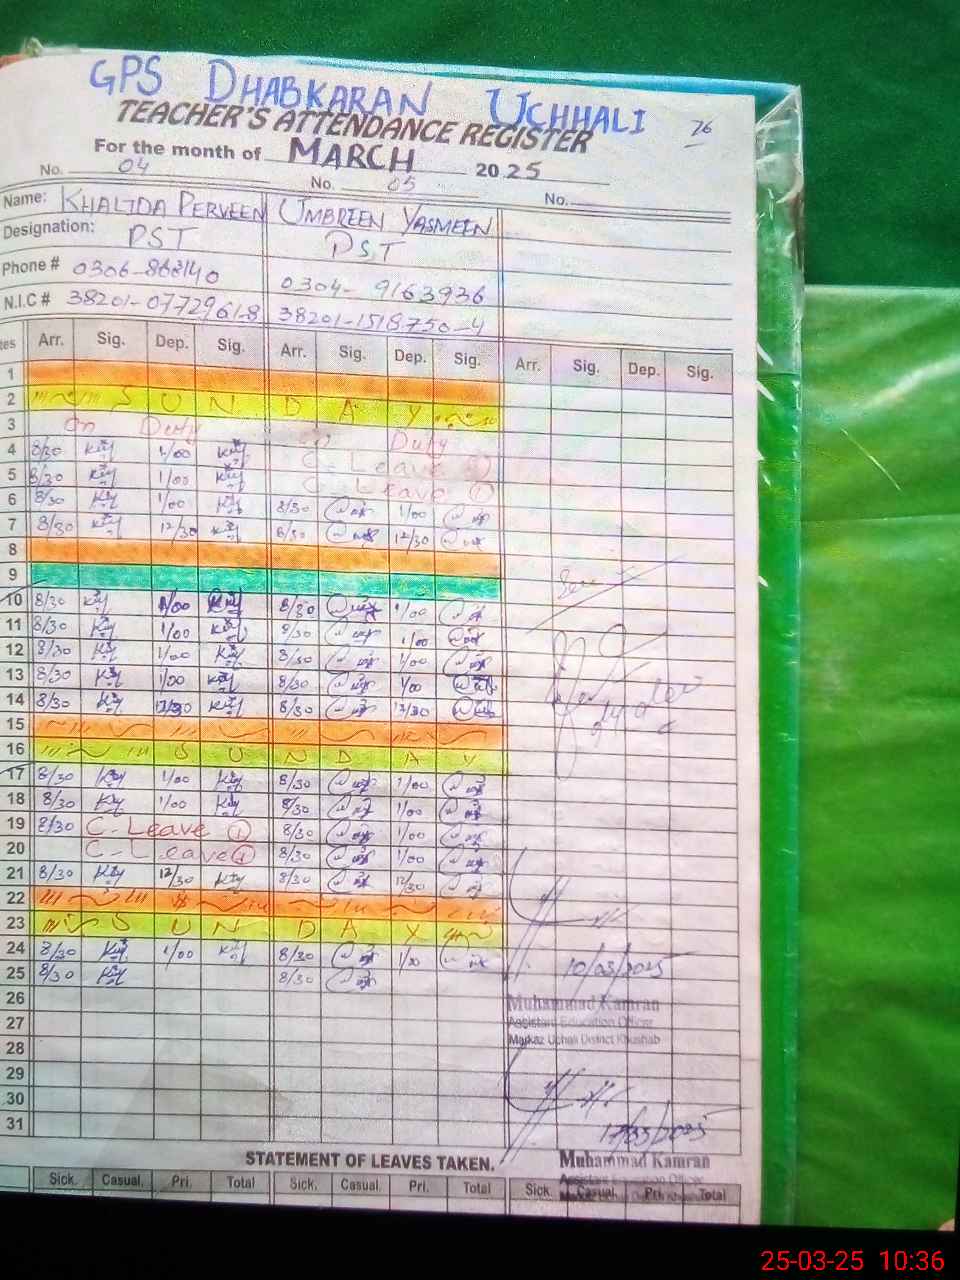 GPS DHABKARAN UCHHALI
26
TEACHER'S ATTENDANCE REGISTER
For the month of MARCH 2025
No. 04 No. 05 No.
Name: KHALIDA PERVEEN UMBREEN YASMEEN
Designation: PST PST
Phone # 0304- 9163936
N.I.C # 38201-0772961-8 38201-1518750-4
Arr. Sig. Dep. Sig. Arr. Sig. Dep. Sig. Arr. Sig. Dep. Sig.
1
2 S U N D A Y
3 On Duty Duty
4 8/30 1/00 C- Leave
5 8/30 1/00 C- Leave 1
6 8/30 1/00 8/30 1/00
7 8/30 12/30 8/30 12/30
8
9
10 8/30 1/00 8/30 1/00
11 8/30 1/00 8/30 1/00
12 8/30 1/00 8/30 1/00
13 8/30 1/00 8/30 1/00
14 8/30 12/30 8/30 12/30
15
16 S U N D A Y
17 8/30 1/00 8/30 1/00
18 8/30 1/00 8/30 1/00
19 8/30 C- Leave 1 8/30 1/00
20 C- Leave 1 8/30 1/00
21 8/30 12/30 8/30 12/30
22
23 S U N D A Y
24 8/30 1/00 8/30 1/00
25 8/30 8/30
10/03/2025
26
Muhammad Kamran
Assistant Education Officer
27
Markaz Uchali District Khushab
28
29
30
31
17/03/2025
STATEMENT OF LEAVES TAKEN.
Muhammad Kamran
Assistant Education Officer
Sick. Casual. Pri. Total Sick. Casual. Pri. Total Sick. Casual. Pri. Total
25-03-25 10:36